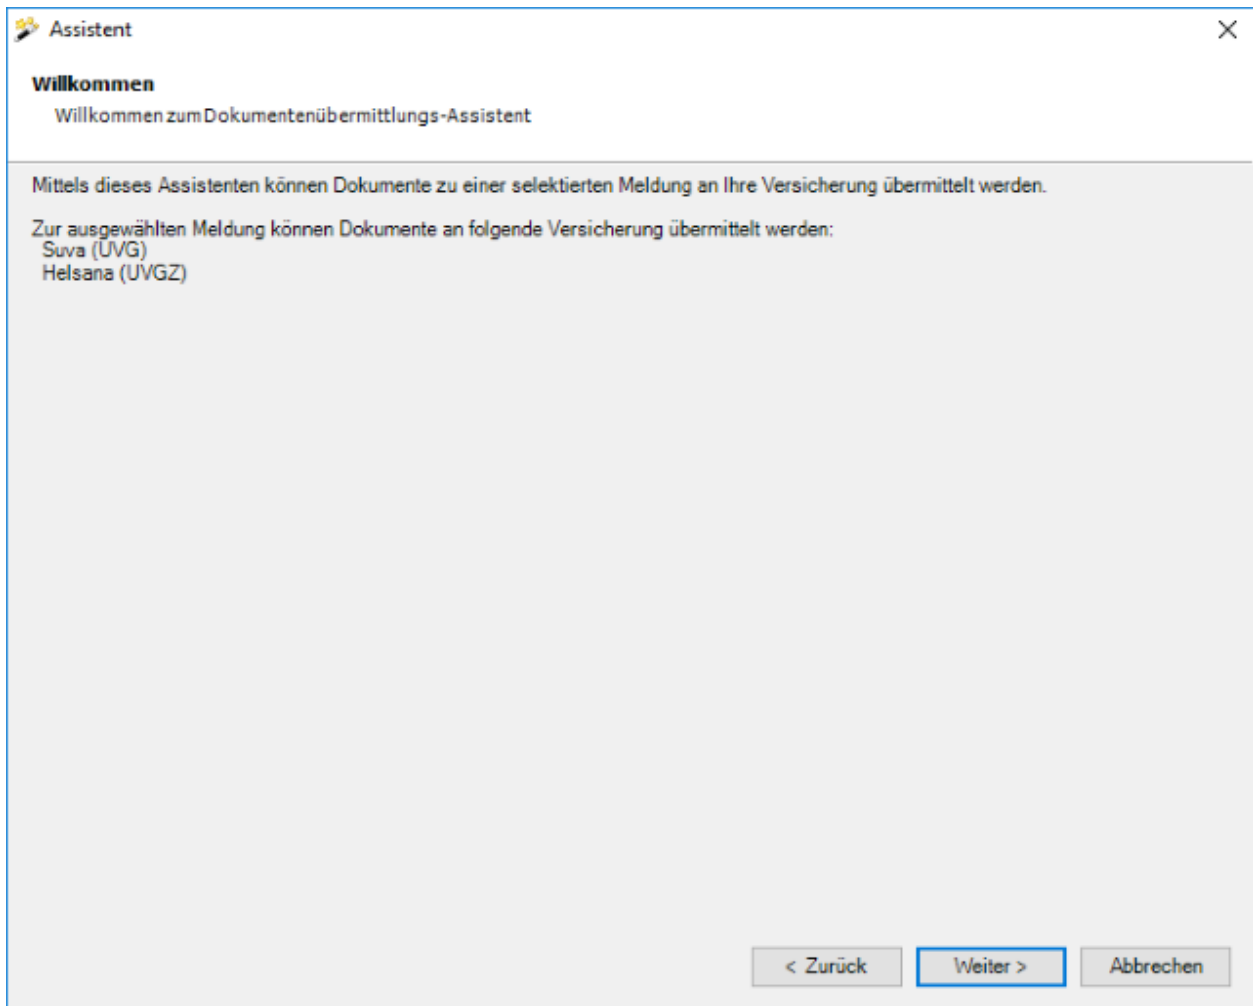 Assistent
Willkommen
Willkommen zum Dokumentenübermittlungs-Assistent
Mittels dieses Assistenten können Dokumente zu einer selektierten Meldung an Ihre Versicherung übermittelt werden.
Zur ausgewählten Meldung können Dokumente an folgende Versicherung übermittelt werden:
Suva (UVG)
Helsana (UVGZ)
< Zurück Weiter > Abbrechen